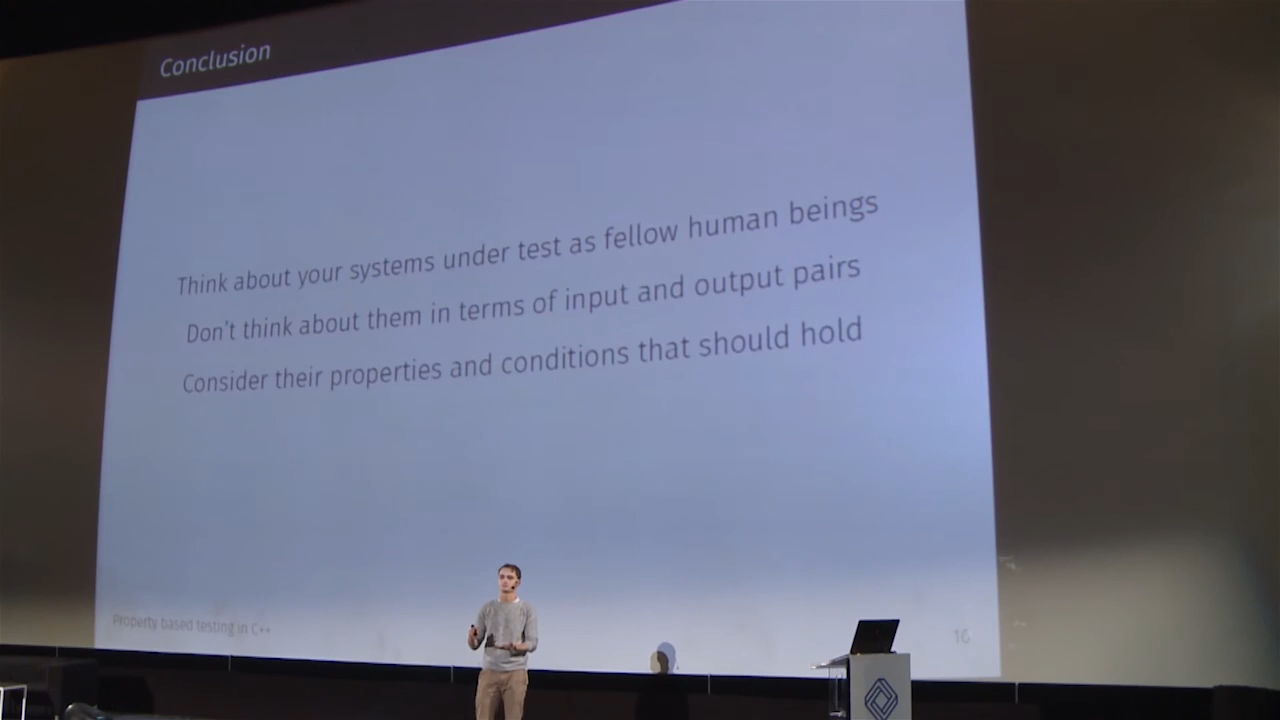 Conclusion
Think about your systems under test as fellow human beings
Don't think about them in terms of input and output pairs
Consider their properties and conditions that should hold
Property based testing in C++
16